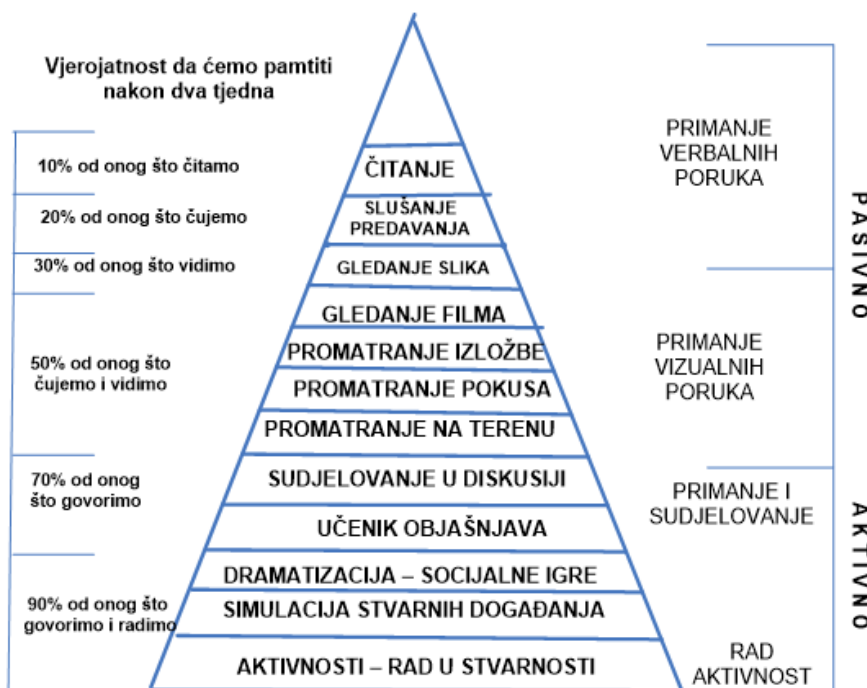 Vjerojatnost da ćemo pamtiti
nakon dva tjedna
10% od onog što čitamo
20% od onog što čujemo
30% od onog što vidimo
50% od onog što
čujemo i vidimo
70% od onog
što govorimo
90% od onog što
govorimo i radimo
ČITANJE
SLUŠANJE
PREDAVANJA
GLEDANJE SLIKA
GLEDANJE FILMA
PROMATRANJE IZLOŽBE
PROMATRANJE POKUSA
PROMATRANJE NA TERENU
SUDJELOVANJE U DISKUSIJI
UČENIK OBJAŠNJAVA
DRAMATIZACIJA – SOCIJALNE IGRE
SIMULACIJA STVARNIH DOGAĐANJA
AKTIVNOSTI – RAD U STVARNOSTI
PRIMANJE
VERBALNIH
PORUKA
PRIMANJE
VIZUALNIH
PORUKA
PRIMANJE I
SUDJELOVANJE
RAD
AKTIVNOST
PASIVNO
AKTIVNO